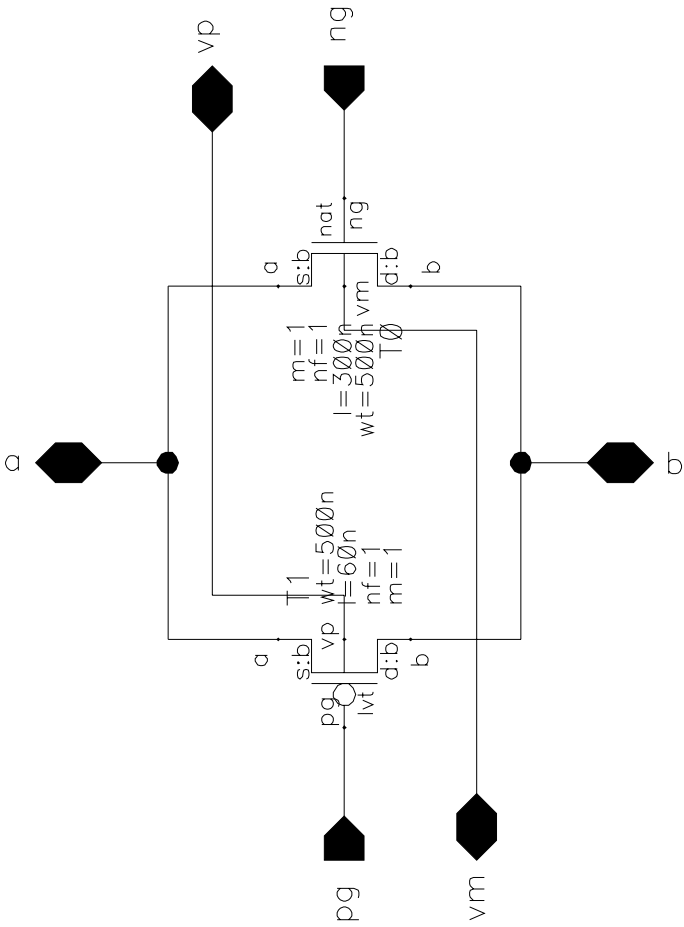 vp
ng
nat
ng
a
s:b
d:b
b
vm
m=1
nf=1
l=300n
wt=500n
TØ
a
b
T1
wt=500n
l=60n
nf=1
m=1
vp
a
s:b
d:b
b
pg
lvt
pg
vm